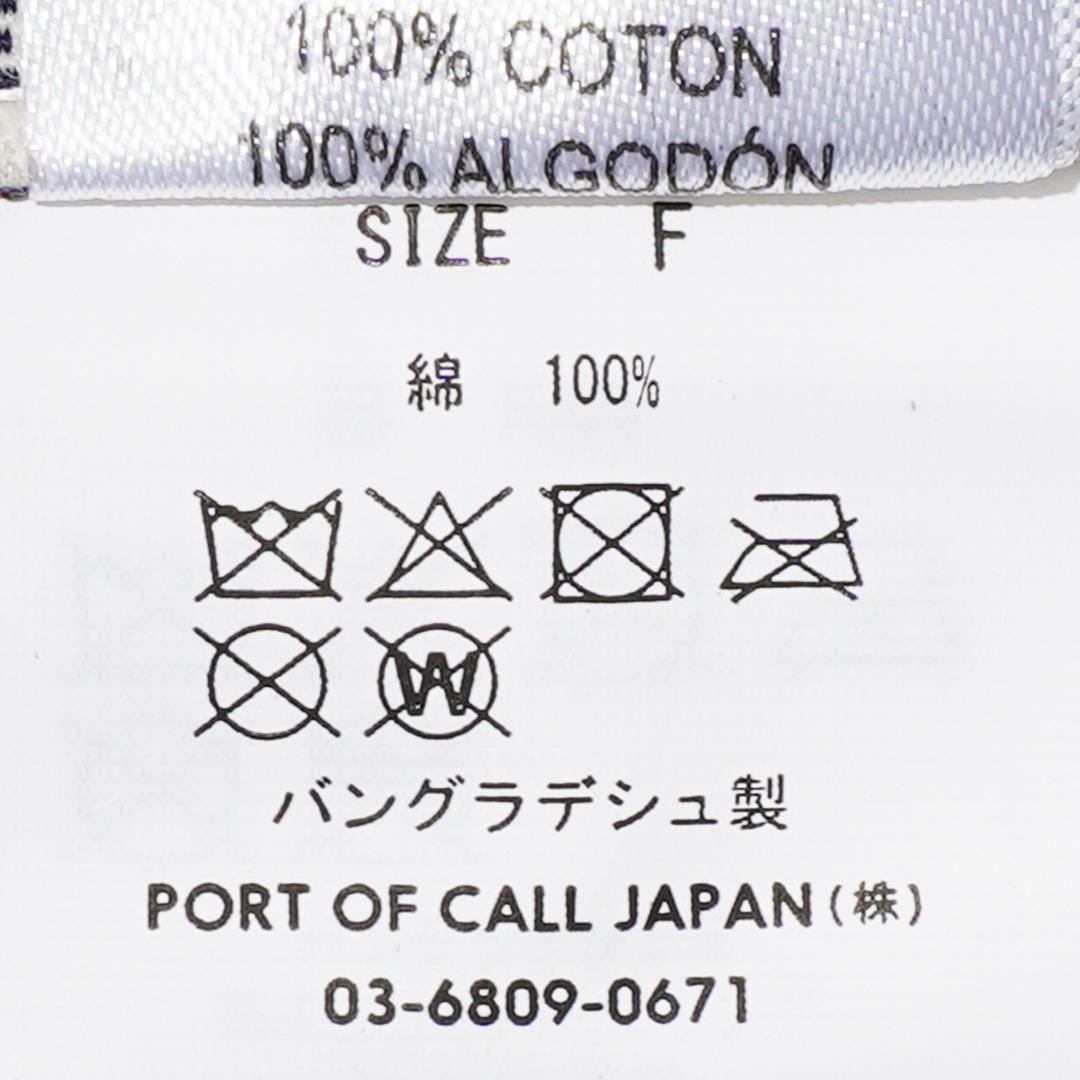 100% COTON
100% ALGODÓN
SIZE F
綿 100%
W
バングラデシュ製
PORT OF CALL JAPAN(株)
03-6809-0671